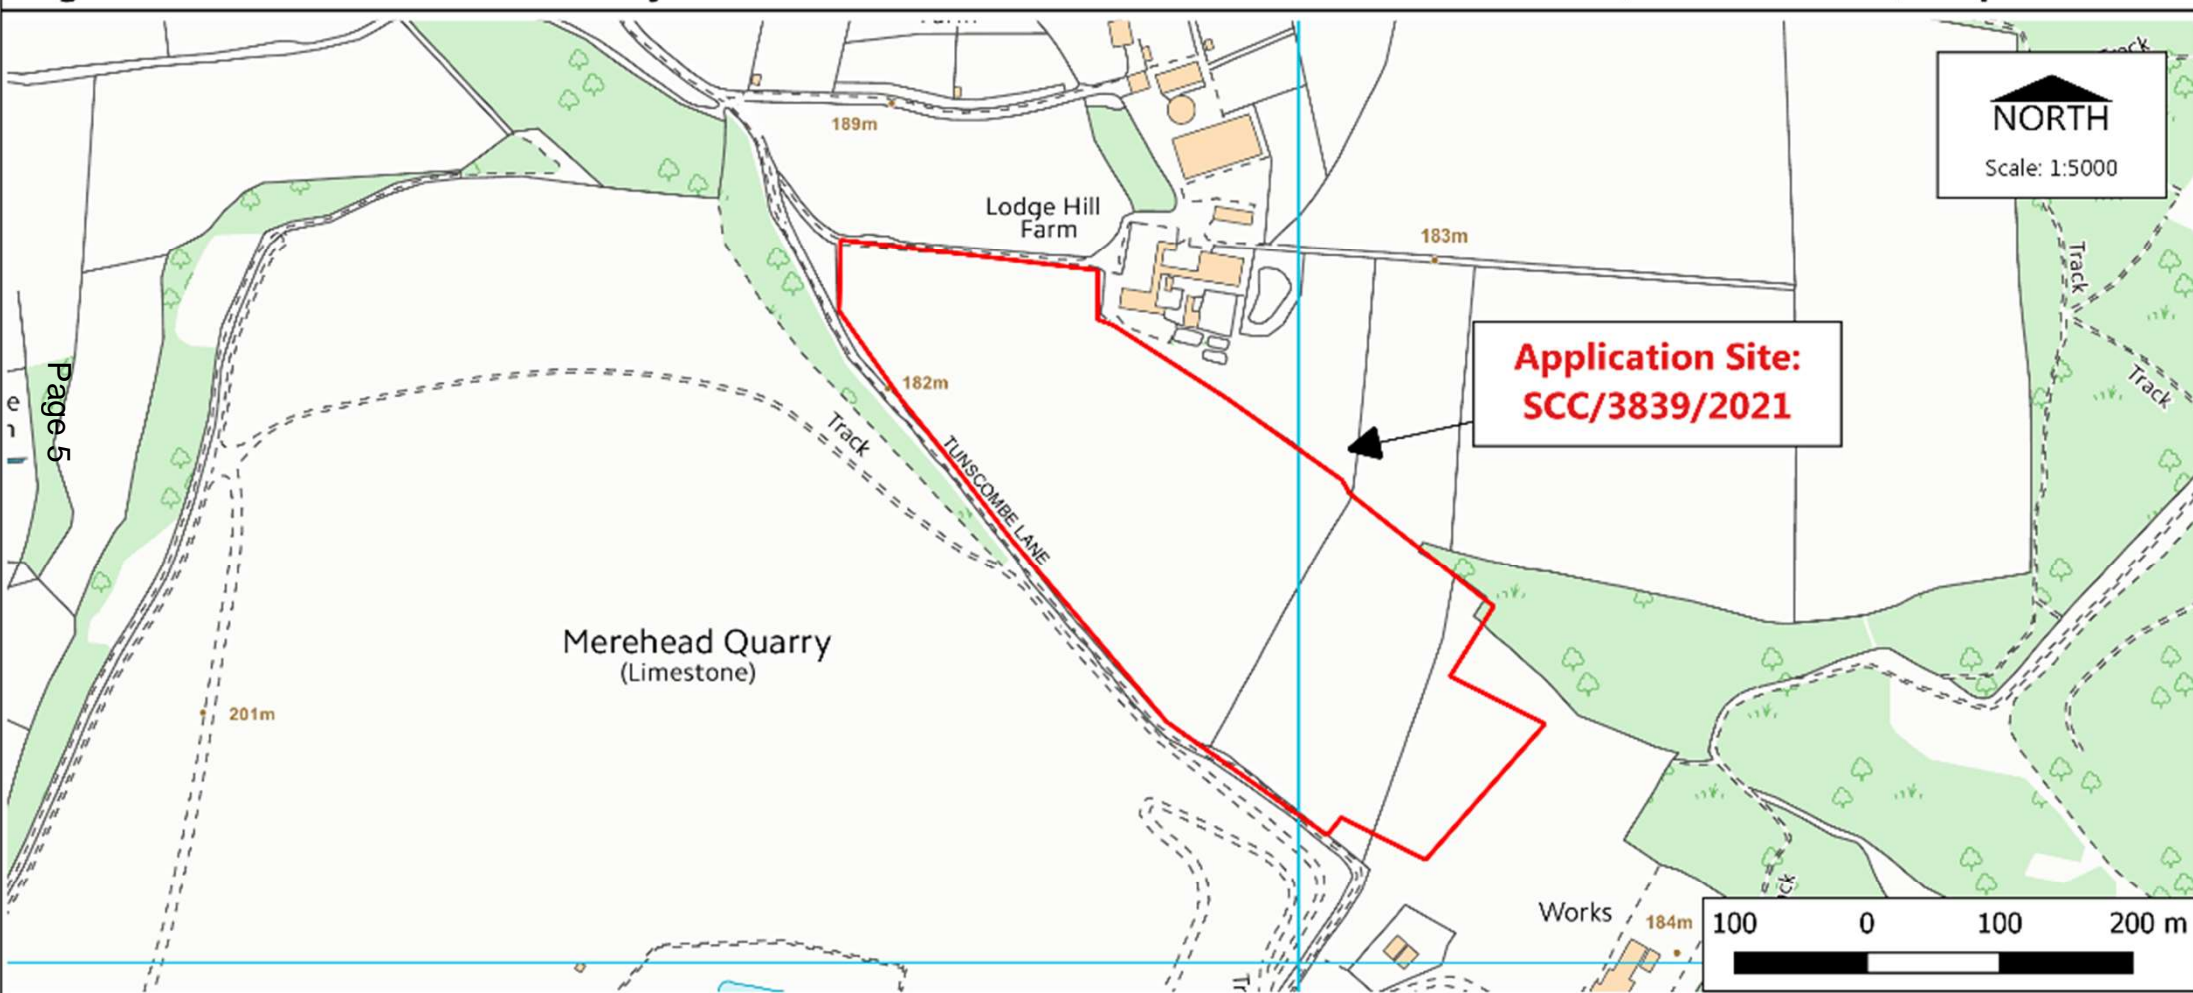 Track
NORTH
Scale: 1:5000
189m
Lodge Hill
Farm
183m
Track
Application Site:
SCC/3839/2021
Page 5
182m
Track
Track
TUNSCOMBE LANE
Merehead Quarry
(Limestone)
201m
Works
184m
100 0 100 200 m